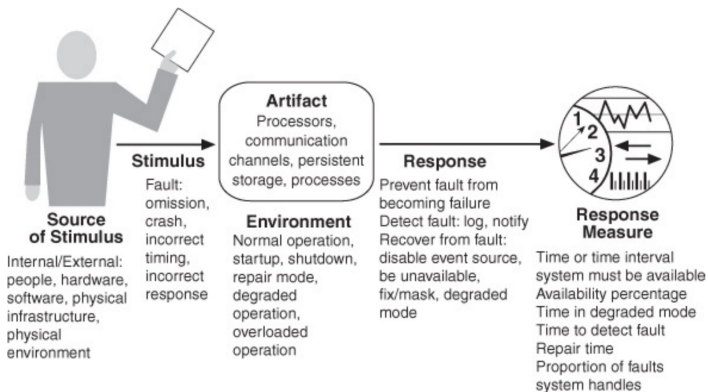 Artifact
Processors,
communication
channels, persistent
storage, processes
Source
of Stimulus
Internal/External:
people, hardware,
software, physical
infrastructure,
physical
environment
Stimulus
Fault:
omission,
crash,
incorrect
timing,
incorrect
response
Environment
Normal operation,
startup, shutdown,
repair mode,
degraded
operation,
overloaded
operation
Response
Prevent fault from
becoming failure
Detect fault: log, notify
Recover from fault:
disable event source,
be unavailable,
fix/mask, degraded
mode
1
2
3
4
Response
Measure
Time or time interval
system must be available
Availability percentage
Time in degraded mode
Time to detect fault
Repair time
Proportion of faults
system handles